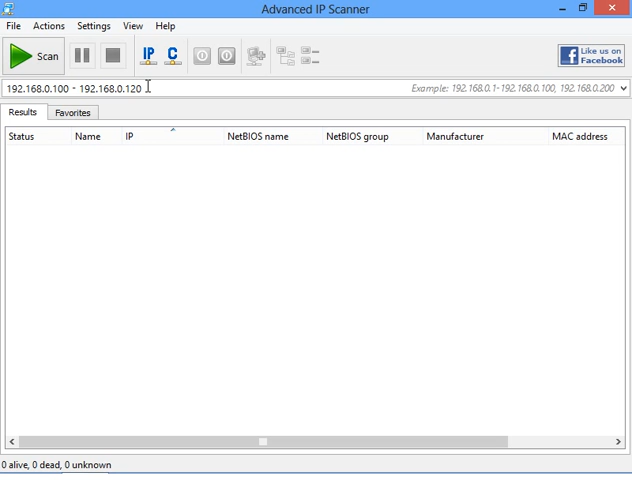 Advanced IP Scanner
File Actions Settings View Help
Scan IP C Like us on Facebook
192.168.0.100 - 192.168.0.120 Example: 192.168.0.1-192.168.0.100, 192.168.0.200
Results Favorites
Status Name IP NetBIOS name NetBIOS group Manufacturer MAC address
0 alive, 0 dead, 0 unknown